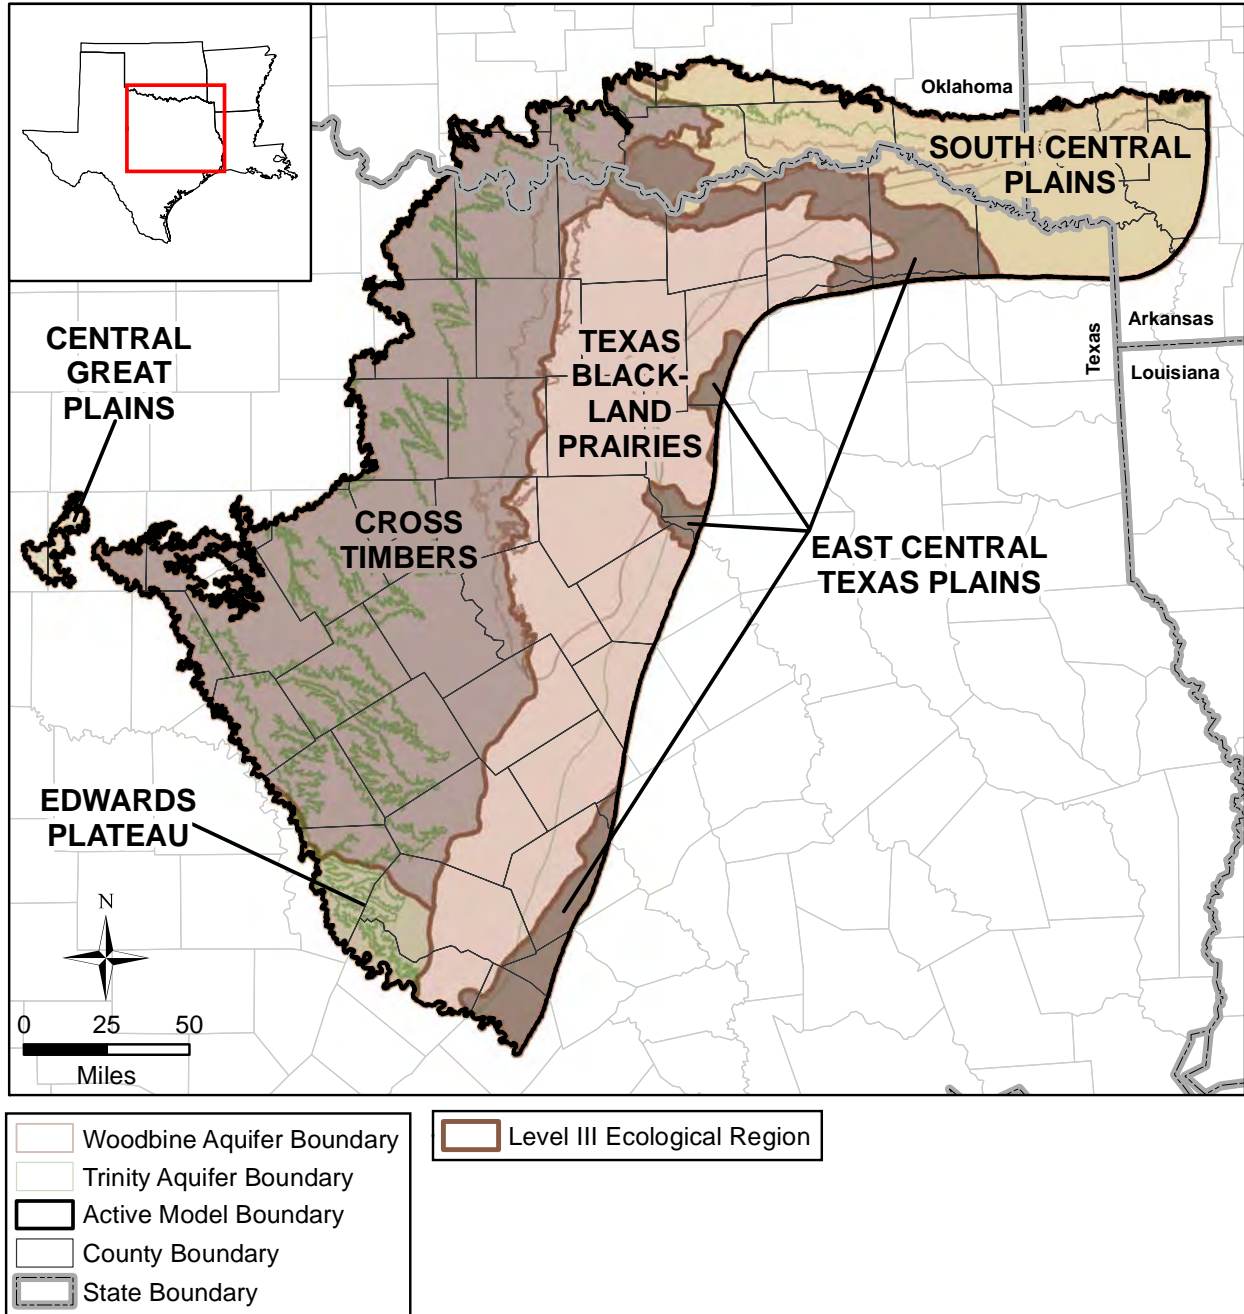 Oklahoma
SOUTH CENTRAL
PLAINS
CENTRAL
GREAT
PLAINS
TEXAS
BLACK-
LAND
PRAIRIES
Texas
Arkansas
Louisiana
CROSS
TIMBERS
EAST CENTRAL
TEXAS PLAINS
EDWARDS
PLATEAU
N
0 25 50
Miles
Woodbine Aquifer Boundary
Trinity Aquifer Boundary
Active Model Boundary
County Boundary
State Boundary
Level III Ecological Region